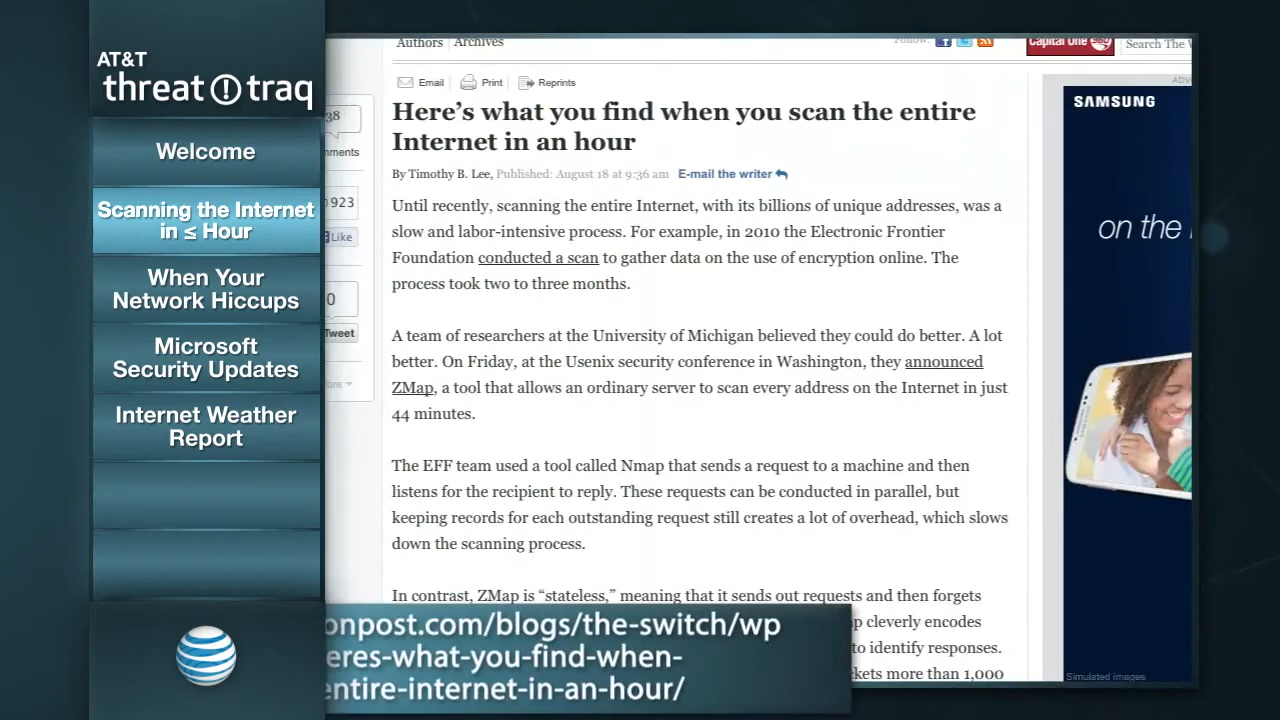 AT&T
threat traq
Welcome
Scanning the Internet
in ≤ Hour
When Your
Network Hiccups
Microsoft
Security Updates
Internet Weather
Report
Authors Archives
Capital One 360
Search The
Email Print Reprints
Here's what you find when you scan the entire
Internet in an hour
By Timothy B. Lee, Published: August 18 at 9:36 am E-mail the writer
Until recently, scanning the entire Internet, with its billions of unique addresses, was a
slow and labor-intensive process. For example, in 2010 the Electronic Frontier
Foundation conducted a scan to gather data on the use of encryption online. The
process took two to three months.
A team of researchers at the University of Michigan believed they could do better. A lot
better. On Friday, at the Usenix security conference in Washington, they announced
ZMap, a tool that allows an ordinary server to scan every address on the Internet in just
44 minutes.
The EFF team used a tool called Nmap that sends a request to a machine and then
listens for the recipient to reply. These requests can be conducted in parallel, but
keeping records for each outstanding request still creates a lot of overhead, which slows
down the scanning process.
In contrast, ZMap is “stateless,” meaning that it sends out requests and then forgets
p cleverly encodes
to identify responses.
kets more than 1,000
38
mments
923
Like
0
Tweet
ore
ADV
SAMSUNG
on the
Simulated images
onpost.com/blogs/the-switch/wp
eres-what-you-find-when-
entire-internet-in-an-hour/